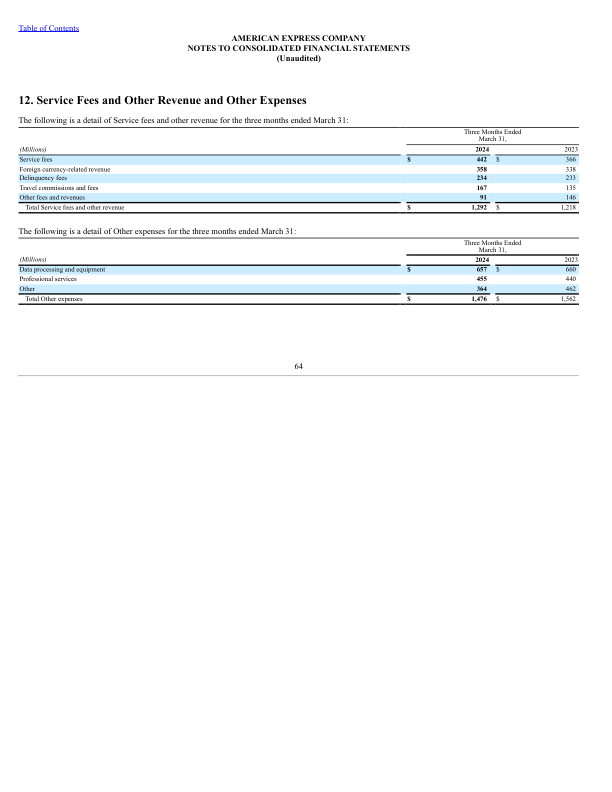 Table of Contents
AMERICAN EXPRESS COMPANY
NOTES TO CONSOLIDATED FINANCIAL STATEMENTS
(Unaudited)
12. Service Fees and Other Revenue and Other Expenses
The following is a detail of Service fees and other revenue for the three months ended March 31:
Three Months Ended
March 31,
(Millions) 2024 2023
Service fees $ 442 $ 366
Foreign currency-related revenue 358 338
Delinquency fees 234 233
Travel commissions and fees 167 135
Other fees and revenues 91 146
Total Service fees and other revenue $ 1,292 $ 1,218
The following is a detail of Other expenses for the three months ended March 31:
Three Months Ended
March 31,
(Millions) 2024 2023
Data processing and equipment $ 657 $ 660
Professional services 455 440
Other 364 462
Total Other expenses $ 1,476 $ 1,562
64